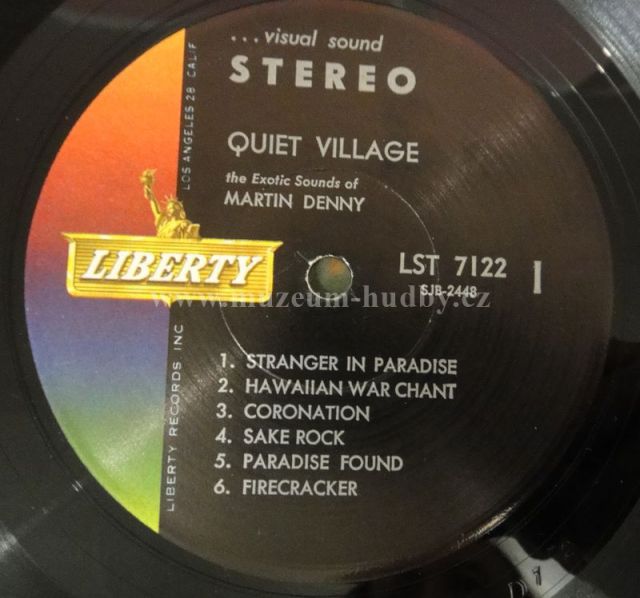 ...visual sound
STEREO
QUIET VILLAGE
the Exotic Sounds of
MARTIN DENNY
LIBERTY
LST 7122 1
SJB-2448
www.muzeum-hudby.cz
1. STRANGER IN PARADISE
2. HAWAIIAN WAR CHANT
3. CORONATION
4. SAKE ROCK
5. PARADISE FOUND
6. FIRECRACKER
LIBERTY RECORDS INC
LOS ANGELES 28 CALIF